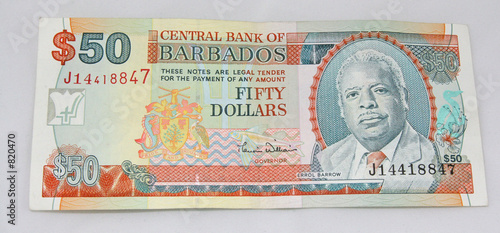 $50
CENTRAL BANK OF
BARBADOS
$50
J14418847
THESE NOTES ARE LEGAL TENDER
FOR THE PAYMENT OF ANY AMOUNT
FIFTY
DOLLARS
GOVERNOR
$50
ERROL BARROW
$50
J14418847
820470